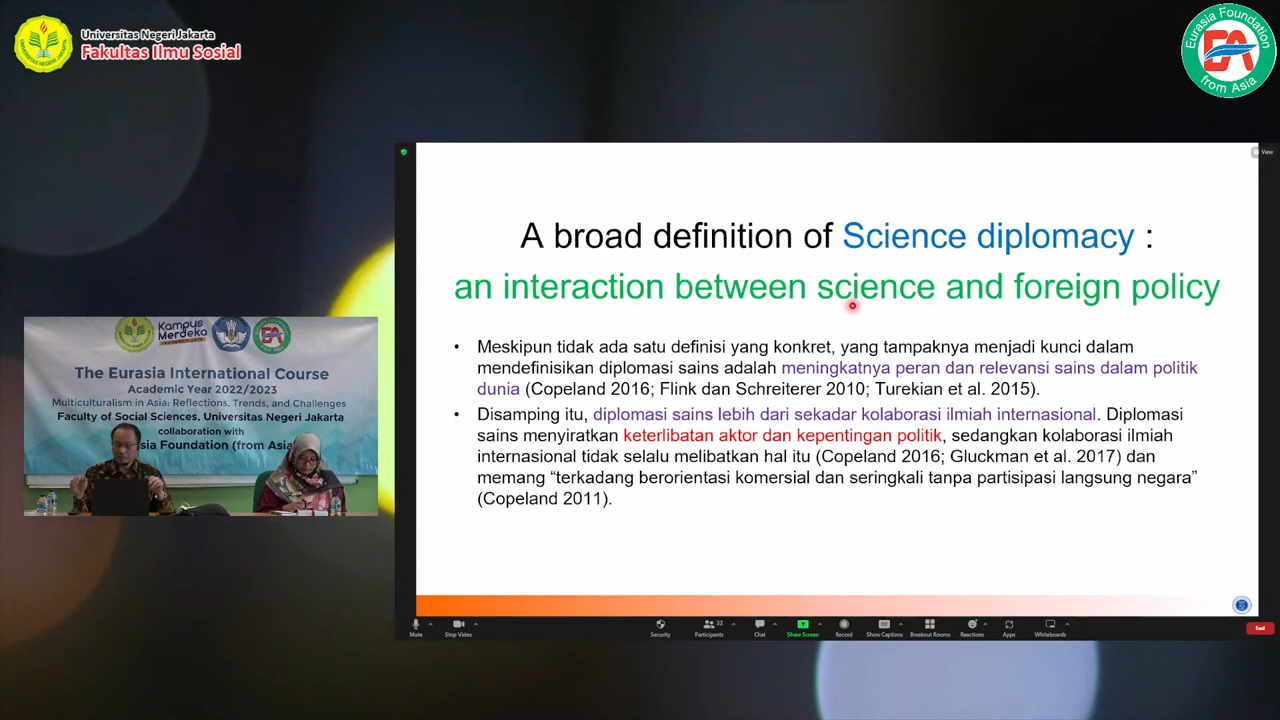 Universitas Negeri Jakarta
Fakultas Ilmu Sosial
Eurasia Foundation
EA
from Asia
View
A broad definition of Science diplomacy :
an interaction between science and foreign policy
• Meskipun tidak ada satu definisi yang konkret, yang tampaknya menjadi kunci dalam
mendefinisikan diplomasi sains adalah meningkatnya peran dan relevansi sains dalam politik
dunia (Copeland 2016; Flink dan Schreiterer 2010; Turekian et al. 2015).
• Disamping itu, diplomasi sains lebih dari sekadar kolaborasi ilmiah internasional. Diplomasi
sains menyiratkan keterlibatan aktor dan kepentingan politik, sedangkan kolaborasi ilmiah
internasional tidak selalu melibatkan hal itu (Copeland 2016; Gluckman et al. 2017) dan
memang “terkadang berorientasi komersial dan seringkali tanpa partisipasi langsung negara”
(Copeland 2011).
Kampus
Merdeka
The Eurasia International Course
Academic Year 2022/2023
Multiculturalism in Asia: Reflections, Trends, and Challenges
Faculty of Social Sciences, Universitas Negeri Jakarta
collaboration with
sia Foundation (from Asia)
Mute
Stop Video
Security
Participants
32
Chat
Share Screen
Record
Show Captions
Breakout Rooms
Reactions
Apps
Whiteboards
End